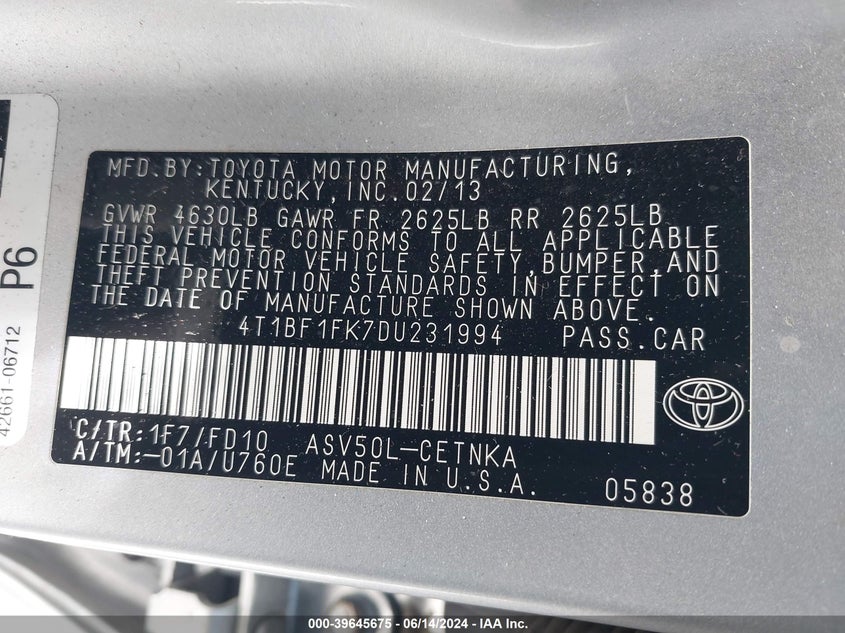 MFD.BY:TOYOTA MOTOR MANUFACTURING,
KENTUCKY,INC.02/13
GVWR 4630LB GAWR FR 2625LB RR 2625LB
THIS VEHICLE CONFORMS TO ALL APPLICABLE
FEDERAL MOTOR VEHICLE SAFETY,BUMPER,AND
THEFT PREVENTION STANDARDS IN EFFECT ON
THE DATE OF MANUFACTURE SHOWN ABOVE.
4T1BF1FK7DU231994 PASS.CAR
C/TR:1F7/FD10 ASV50L-CETNKA
A/TM:-01A/U760E MADE IN U.S.A. 05838
42661-06712 P6
000-39645675 | 06/14/2024 - IAA, Inc.